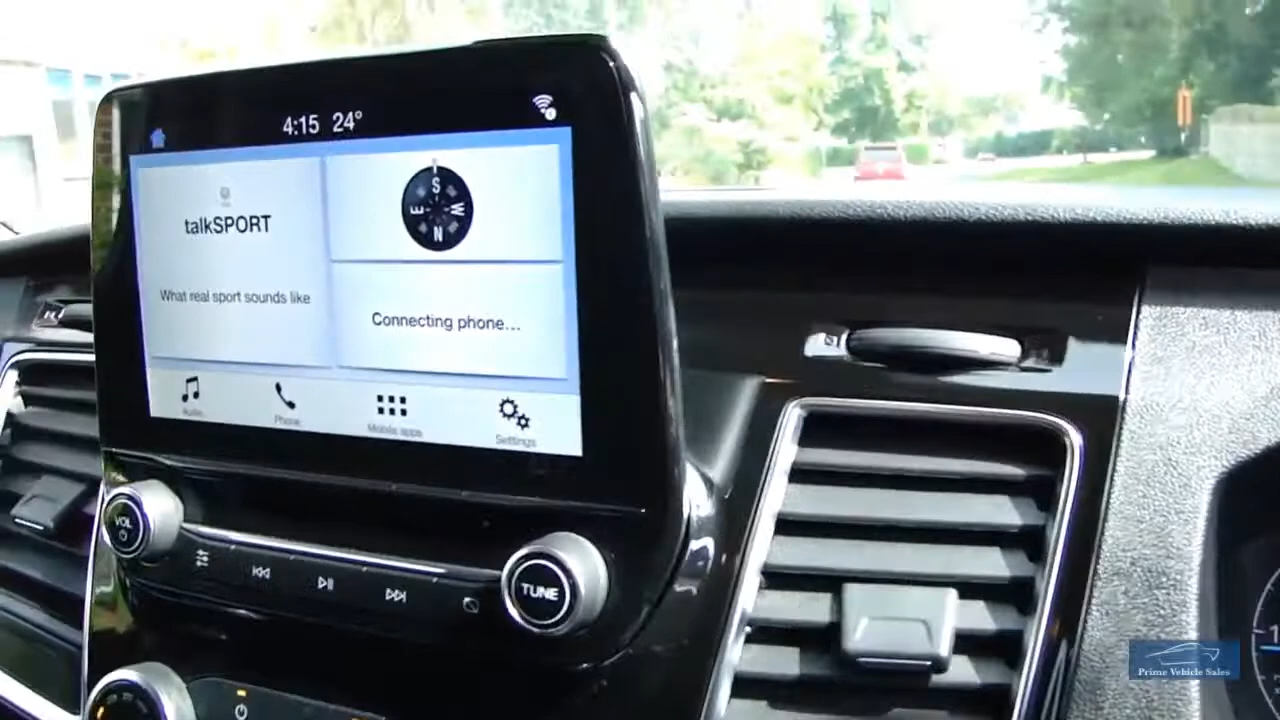 4:15 24°
talkSPORT
What real sport sounds like
S
E W
N
Connecting phone...
Audio
Phone
Mobile apps
Settings
VOL
TUNE
Prime Vehicle Sales